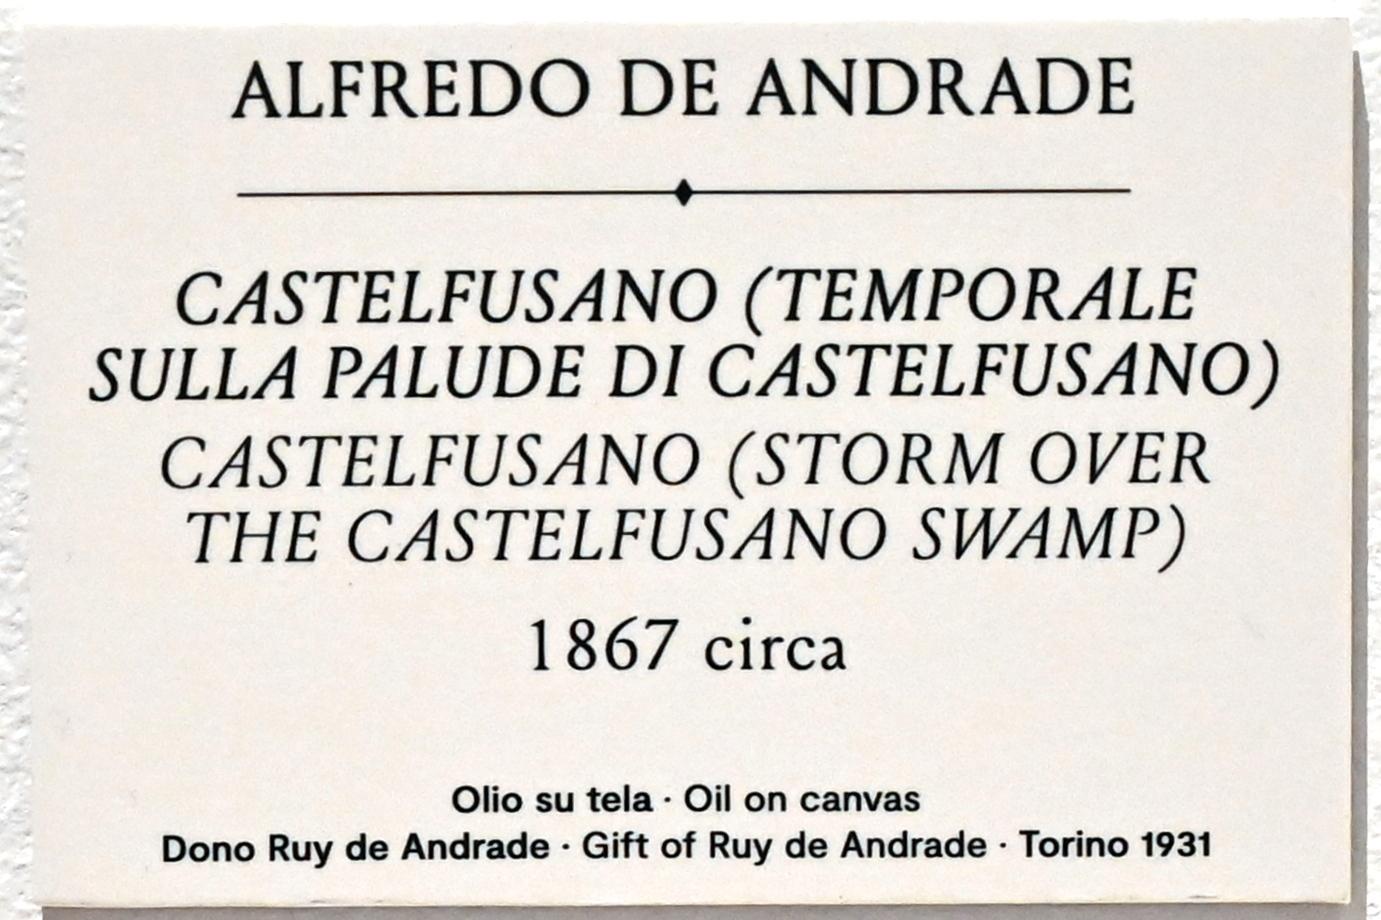 ALFREDO DE ANDRADE
CASTELFUSANO (TEMPORALE
SULLA PALUDE DI CASTELFUSANO)
CASTELFUSANO (STORM OVER
THE CASTELFUSANO SWAMP)
1867 circa
Olio su tela · Oil on canvas
Dono Ruy de Andrade · Gift of Ruy de Andrade · Torino 1931